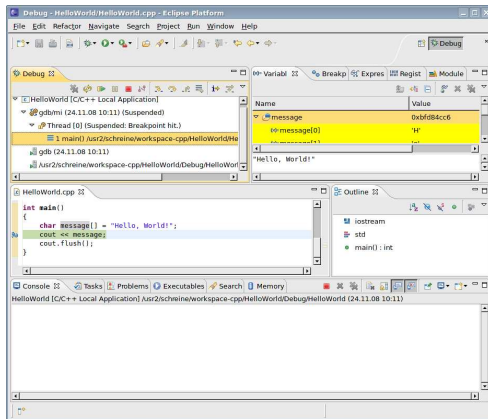 Debug - HelloWorld/HelloWorld.cpp - Eclipse Platform
File Edit Refactor Navigate Search Project Run Window Help
Debug
Debug
HelloWorld [C/C++ Local Application]
gdb/mi (24.11.08 10:11) (Suspended)
Thread [0] (Suspended: Breakpoint hit.)
1 main() /usr2/schreine/workspace-cpp/HelloWorld/He
gdb (24.11.08 10:11)
/usr2/schreine/workspace-cpp/HelloWorld/Debug/HelloWor
Variabl Breakp Expres Regist Module
Name Value
message 0xbfd84cc6
message[0] 'H'
"Hello, World!"
HelloWorld.cpp
int main()
{
char message[] = "Hello, World!";
cout << message;
cout.flush();
}
Outline
iostream
std
main() : int
Console Tasks Problems Executables Search Memory
HelloWorld [C/C++ Local Application] /usr2/schreine/workspace-cpp/HelloWorld/Debug/HelloWorld (24.11.08 10:11)